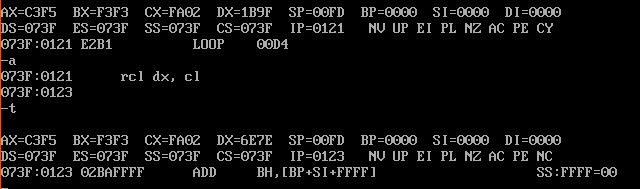 AX=C3F5 BX=F3F3 CX=FA02 DX=1B9F SP=00FD BP=0000 SI=0000 DI=0000
DS=073F ES=073F SS=073F CS=073F IP=0121 NV UP EI PL NZ AC PE CY
073F:0121 E2B1 LOOP 00D4
-a
073F:0121 rcl dx, cl
073F:0123
-t
AX=C3F5 BX=F3F3 CX=FA02 DX=6E7E SP=00FD BP=0000 SI=0000 DI=0000
DS=073F ES=073F SS=073F CS=073F IP=0123 NV UP EI PL NZ AC PE NC
073F:0123 02BAFFFF ADD BH,[BP+SI+FFFF] SS:FFFF=00